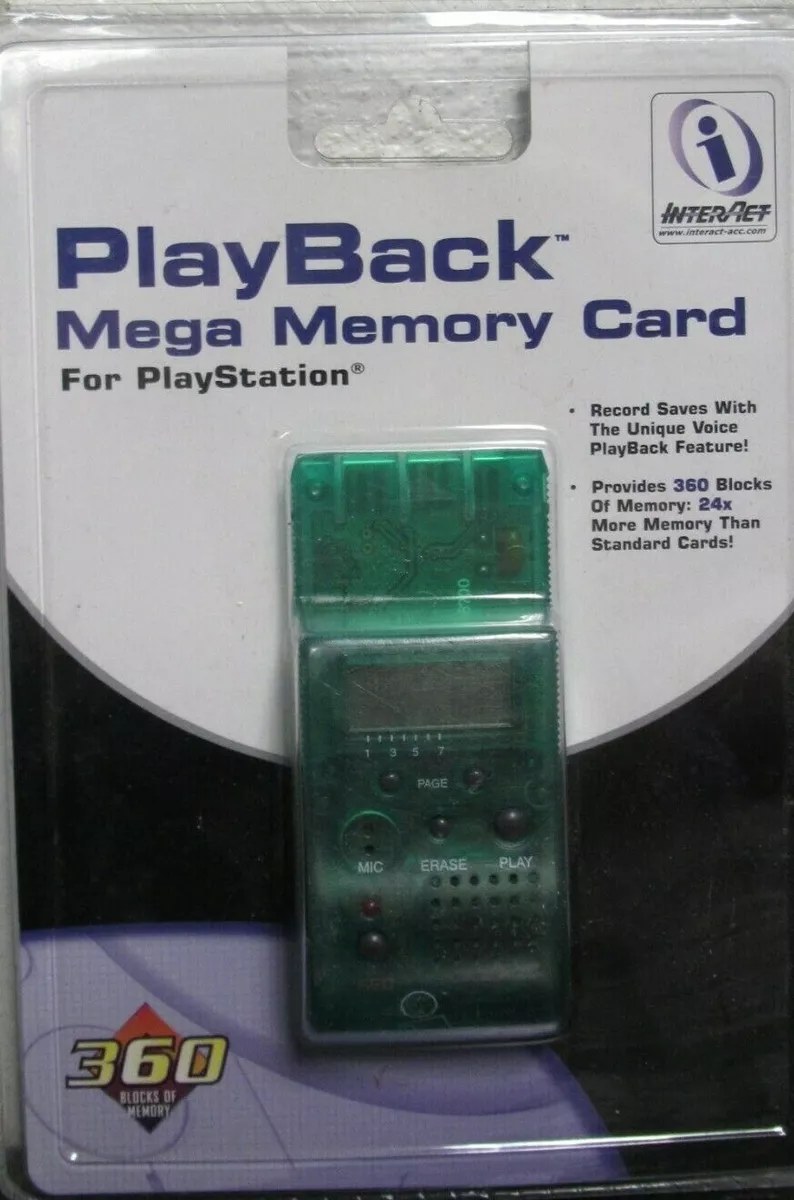 i
INTERACT
www.interact-acc.com
PlayBack™
Mega Memory Card
For PlayStation®
• Record Saves With
The Unique Voice
PlayBack Feature!
• Provides 360 Blocks
Of Memory: 24x
More Memory Than
Standard Cards!
1 3 5 7
PAGE
MIC ERASE PLAY
360
BLOCKS OF
MEMORY